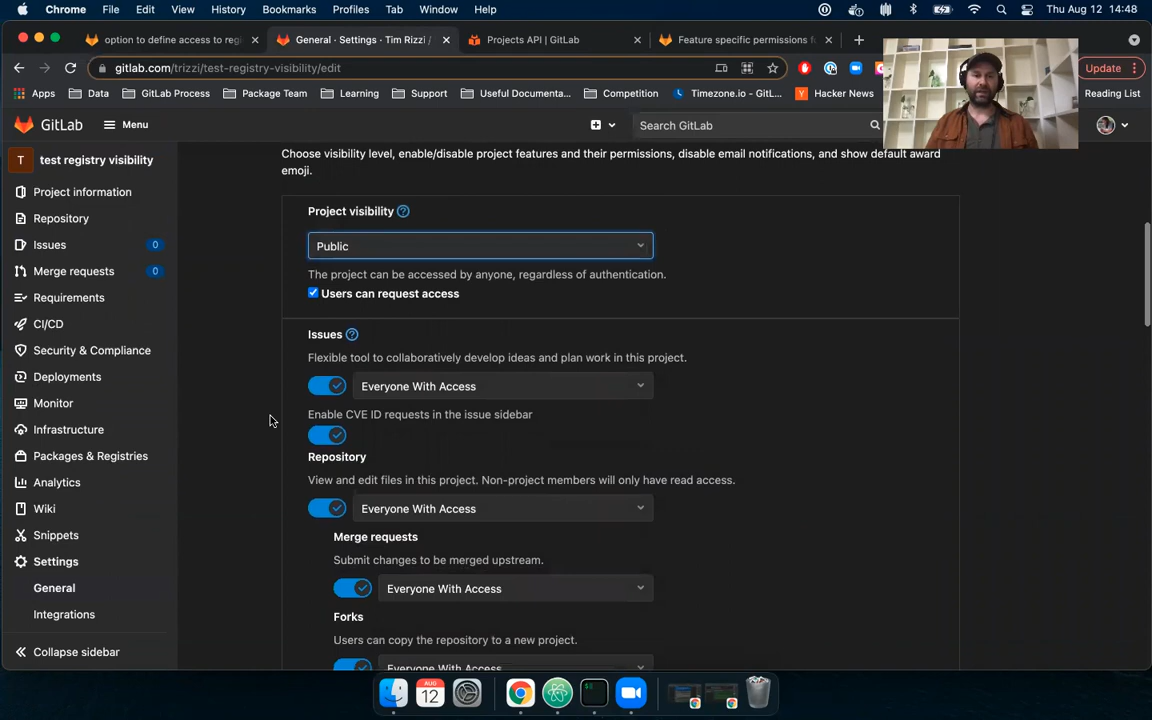 Chrome File Edit View History Bookmarks Profiles Tab Window Help Thu Aug 12 14:48
option to define access to regi
General · Settings · Tim Rizzi /
Projects API | GitLab
Feature specific permissions f
gitlab.com/trizzi/test-registry-visibility/edit
Update
Apps Data GitLab Process Package Team Learning Support Useful Documenta... Competition Timezone.io - GitL... Hacker News Reading List
GitLab Menu Search GitLab
T test registry visibility
Project information
Repository
Issues 0
Merge requests 0
Requirements
CI/CD
Security & Compliance
Deployments
Monitor
Infrastructure
Packages & Registries
Analytics
Wiki
Snippets
Settings
General
Integrations
Collapse sidebar
Choose visibility level, enable/disable project features and their permissions, disable email notifications, and show default award
emoji.
Project visibility ?
Public
The project can be accessed by anyone, regardless of authentication.
Users can request access
Issues ?
Flexible tool to collaboratively develop ideas and plan work in this project.
Everyone With Access
Enable CVE ID requests in the issue sidebar
Repository
View and edit files in this project. Non-project members will only have read access.
Everyone With Access
Merge requests
Submit changes to be merged upstream.
Everyone With Access
Forks
Users can copy the repository to a new project.
Everyone With Access
AUG
12